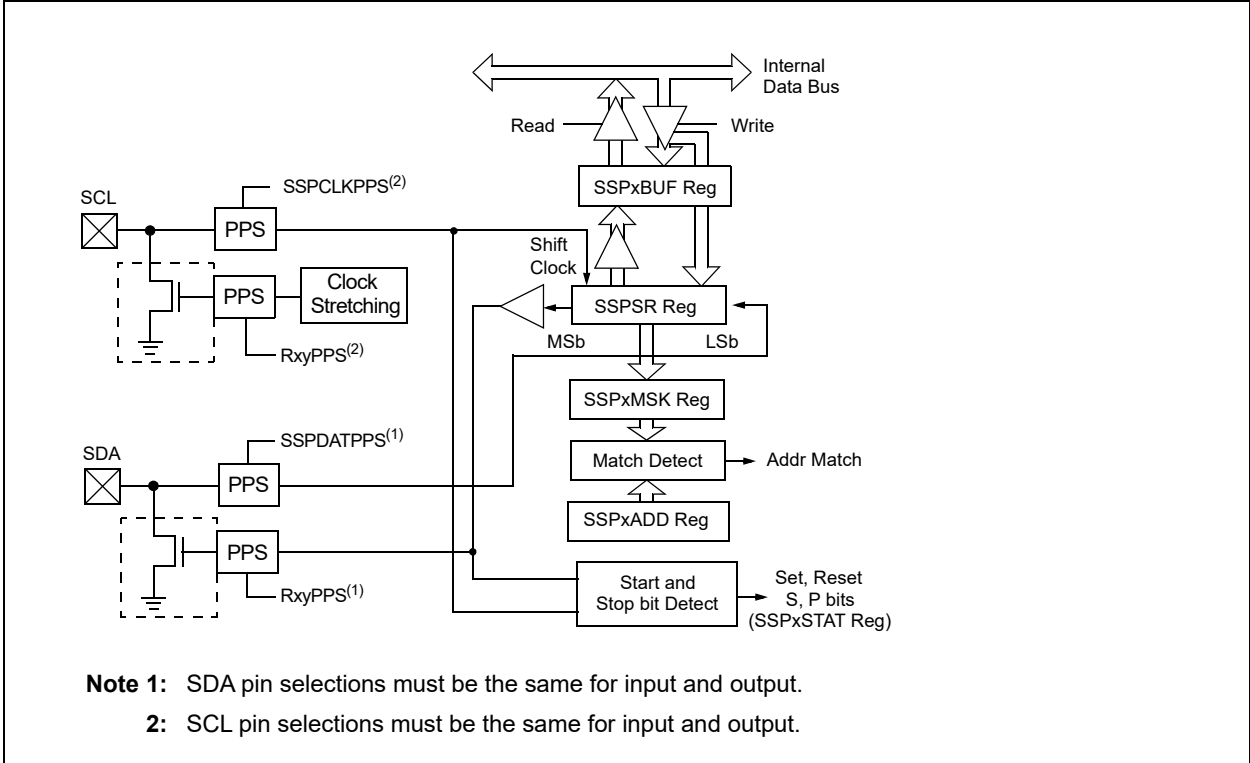 Internal
Data Bus
Read
Write
SSPxBUF Reg
SSPCLKPPS(2)
SCL
PPS
Shift
Clock
Clock
Stretching
PPS
SSPSR Reg
MSb
LSb
RxyPPS(2)
SSPxMSK Reg
SSPDATPPS(1)
SDA
PPS
Match Detect
Addr Match
SSPxADD Reg
PPS
Start and
Stop bit Detect
Set, Reset
S, P bits
(SSPxSTAT Reg)
RxyPPS(1)
Note 1: SDA pin selections must be the same for input and output.
2: SCL pin selections must be the same for input and output.